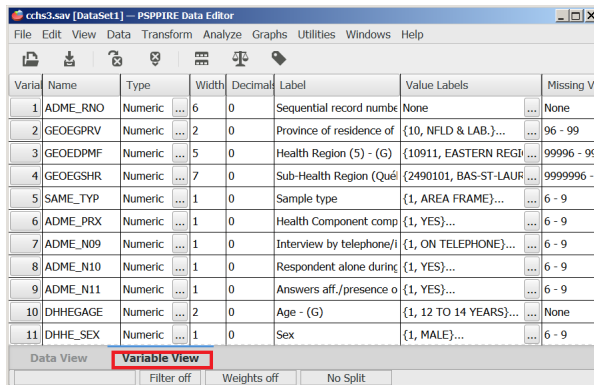 cchs3.sav [DataSet1] — PSPPIRE Data Editor
File Edit View Data Transform Analyze Graphs Utilities Windows Help
Varial Name Type Width Decimals Label Value Labels Missing V
1 ADME_RNO Numeric ... 6 0 Sequential record numbe None ... None
2 GEOEGPRV Numeric ... 2 0 Province of residence of {10, NFLD & LAB.}... ... 96 - 99
3 GEOEDPMF Numeric ... 5 0 Health Region (5) - (G) {10911, EASTERN REGI ... 99996 - 99
4 GEOEGSHR Numeric ... 7 0 Sub-Health Region (Qué {2490101, BAS-ST-LAUR ... 9999996 -
5 SAME_TYP Numeric ... 1 0 Sample type {1, AREA FRAME}... ... 6 - 9
6 ADME_PRX Numeric ... 1 0 Health Component comp {1, YES}... ... 6 - 9
7 ADME_N09 Numeric ... 1 0 Interview by telephone/i {1, ON TELEPHONE}... ... 6 - 9
8 ADME_N10 Numeric ... 1 0 Respondent alone during {1, YES}... ... 6 - 9
9 ADME_N11 Numeric ... 1 0 Answers aff./presence o {1, YES}... ... 6 - 9
10 DHHEGAGE Numeric ... 2 0 Age - (G) {1, 12 TO 14 YEARS}... ... None
11 DHHE_SEX Numeric ... 1 0 Sex {1, MALE}... ... 6 - 9
Data View Variable View
Filter off Weights off No Split